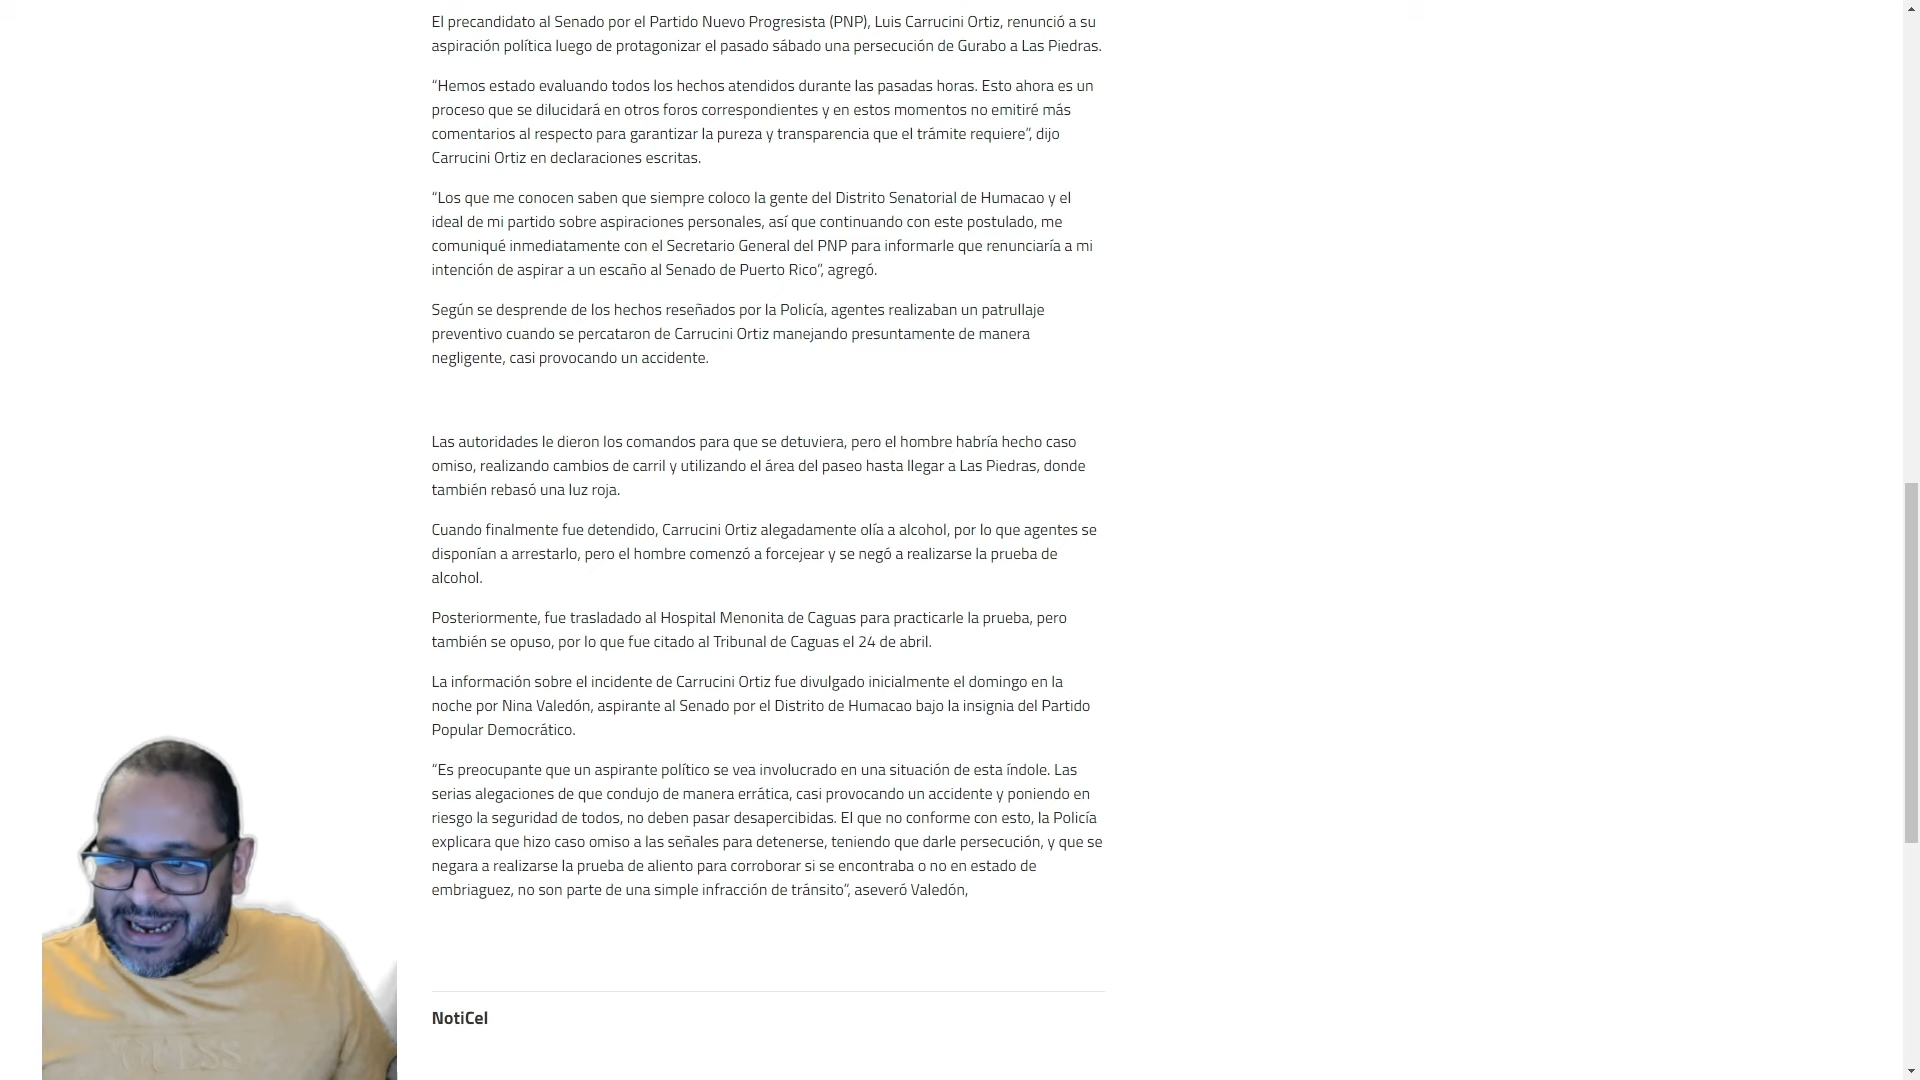 El precandidato al Senado por el Partido Nuevo Progresista (PNP), Luis Carrucini Ortiz, renunció a su
aspiración política luego de protagonizar el pasado sábado una persecución de Gurabo a Las Piedras.
“Hemos estado evaluando todos los hechos atendidos durante las pasadas horas. Esto ahora es un
proceso que se dilucidará en otros foros correspondientes y en estos momentos no emitiré más
comentarios al respecto para garantizar la pureza y transparencia que el trámite requiere”, dijo
Carrucini Ortiz en declaraciones escritas.
“Los que me conocen saben que siempre coloco la gente del Distrito Senatorial de Humacao y el
ideal de mi partido sobre aspiraciones personales, así que continuando con este postulado, me
comuniqué inmediatamente con el Secretario General del PNP para informarle que renunciaría a mi
intención de aspirar a un escaño al Senado de Puerto Rico”, agregó.
Según se desprende de los hechos reseñados por la Policía, agentes realizaban un patrullaje
preventivo cuando se percataron de Carrucini Ortiz manejando presuntamente de manera
negligente, casi provocando un accidente.
Las autoridades le dieron los comandos para que se detuviera, pero el hombre habría hecho caso
omiso, realizando cambios de carril y utilizando el área del paseo hasta llegar a Las Piedras, donde
también rebasó una luz roja.
Cuando finalmente fue detendido, Carrucini Ortiz alegadamente olía a alcohol, por lo que agentes se
disponían a arrestarlo, pero el hombre comenzó a forcejear y se negó a realizarse la prueba de
alcohol.
Posteriormente, fue trasladado al Hospital Menonita de Caguas para practicarle la prueba, pero
también se opuso, por lo que fue citado al Tribunal de Caguas el 24 de abril.
La información sobre el incidente de Carrucini Ortiz fue divulgado inicialmente el domingo en la
noche por Nina Valedón, aspirante al Senado por el Distrito de Humacao bajo la insignia del Partido
Popular Democrático.
“Es preocupante que un aspirante político se vea involucrado en una situación de esta índole. Las
serias alegaciones de que condujo de manera errática, casi provocando un accidente y poniendo en
riesgo la seguridad de todos, no deben pasar desapercibidas. El que no conforme con esto, la Policía
explicara que hizo caso omiso a las señales para detenerse, teniendo que darle persecución, y que se
negara a realizarse la prueba de aliento para corroborar si se encontraba o no en estado de
embriaguez, no son parte de una simple infracción de tránsito”, aseveró Valedón,
GUESS
NotiCel